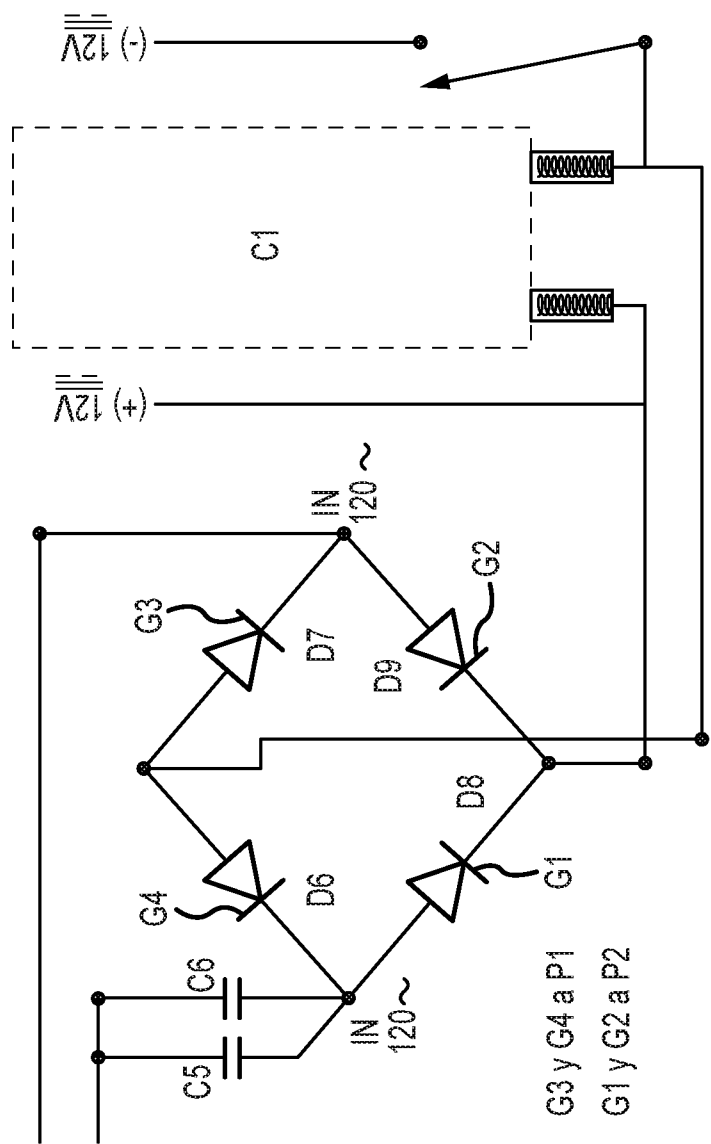 12V (-)
C1
12V (+)
IN
120 ~
G3
D7
G2
D9
G4
D6
D8
G1
C6
C5
IN
120 ~
G3 y G4 a P1
G1 y G2 a P2